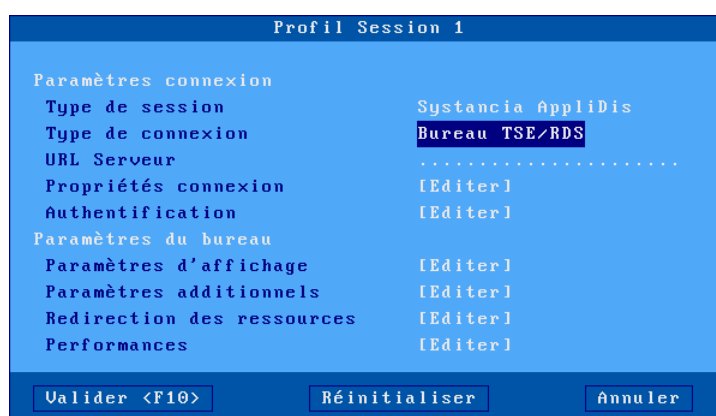 Profil Session 1
Paramètres connexion
Type de session Systancia AppliDis
Type de connexion Bureau TSE/RDS
URL Serveur ......................
Propriétés connexion [Editer]
Authentification [Editer]
Paramètres du bureau
Paramètres d'affichage [Editer]
Paramètres additionnels [Editer]
Redirection des ressources [Editer]
Performances [Editer]
Valider <F10> Réinitialiser Annuler